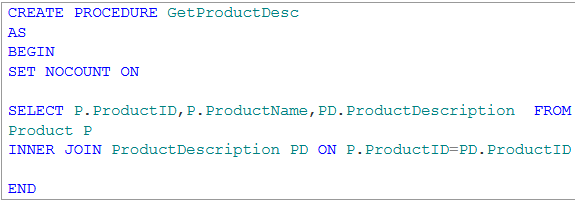 CREATE PROCEDURE GetProductDesc
AS
BEGIN
SET NOCOUNT ON
SELECT P.ProductID,P.ProductName,PD.ProductDescription  FROM
Product P
INNER JOIN ProductDescription PD ON P.ProductID=PD.ProductID
END